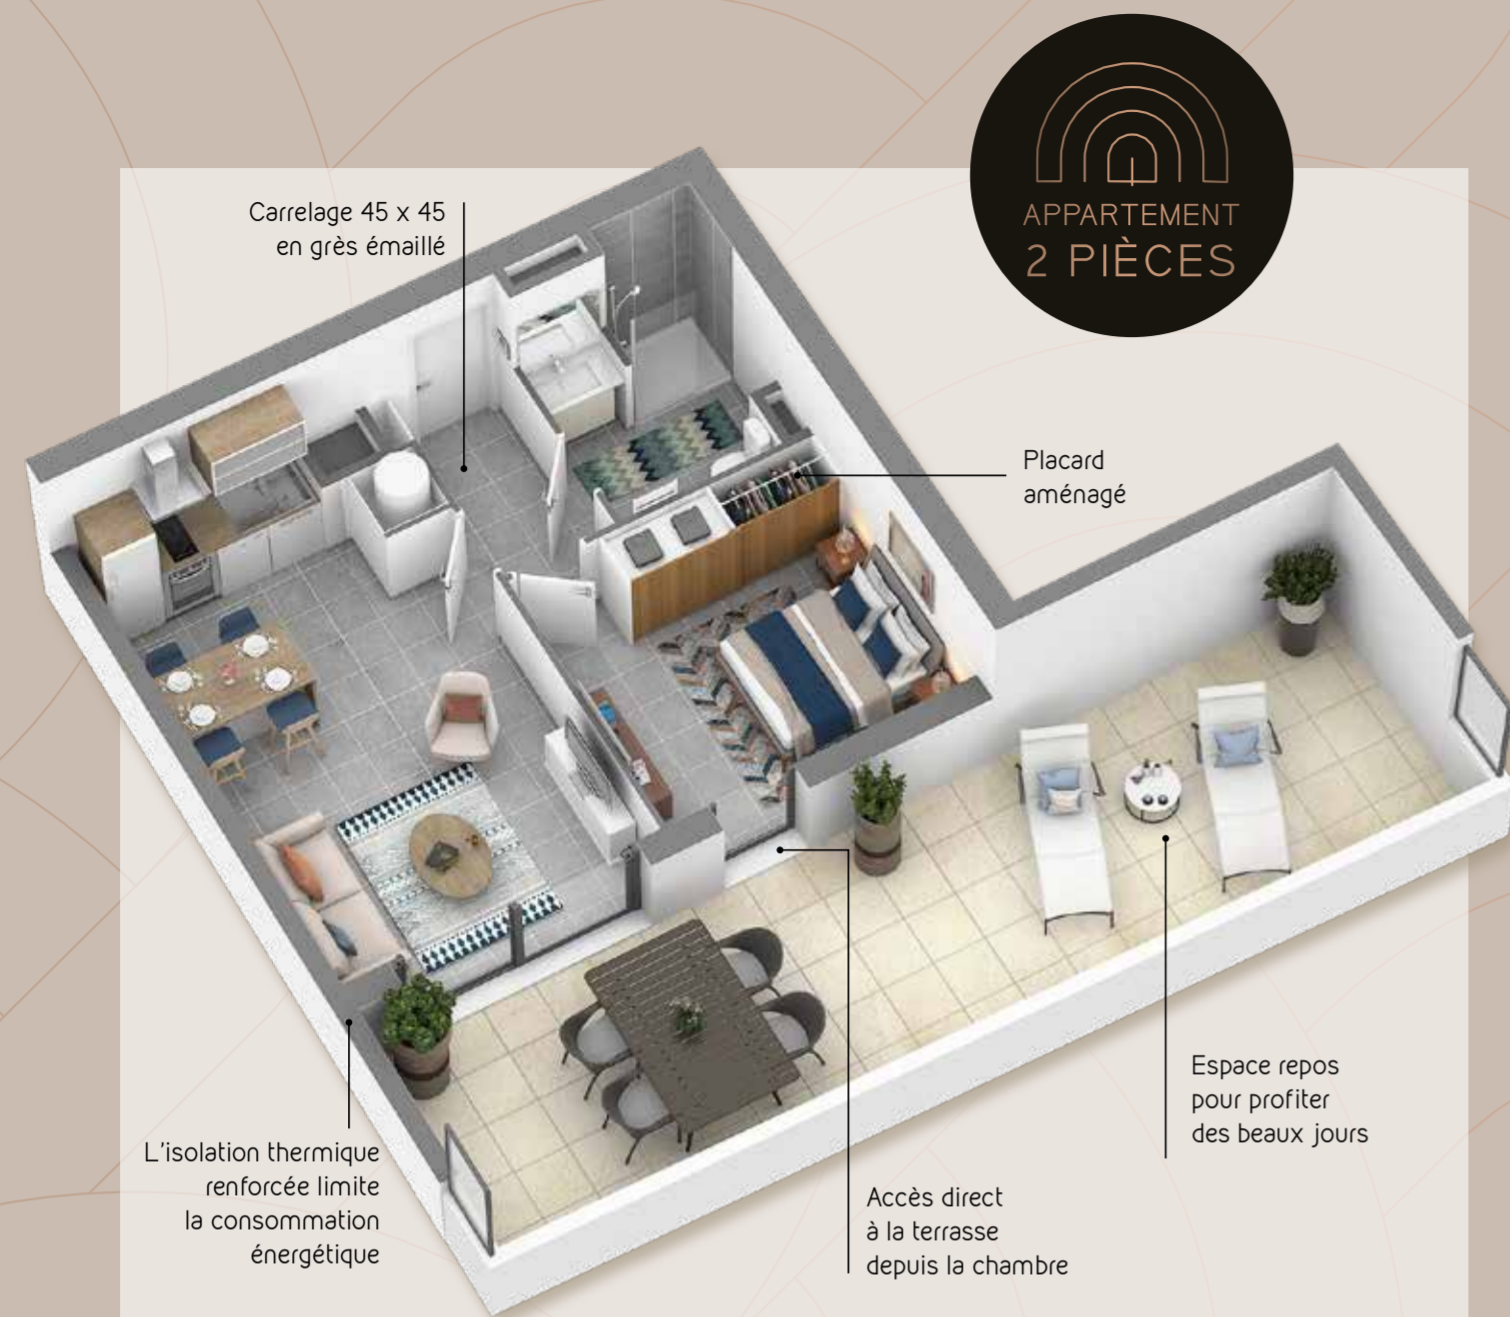 APPARTEMENT
2 PIÈCES
Carrelage 45 x 45
en grès émaillé
Placard
aménagé
Espace repos
pour profiter
des beaux jours
L'isolation thermique
renforcée limite
la consommation
énergétique
Accès direct
à la terrasse
depuis la chambre